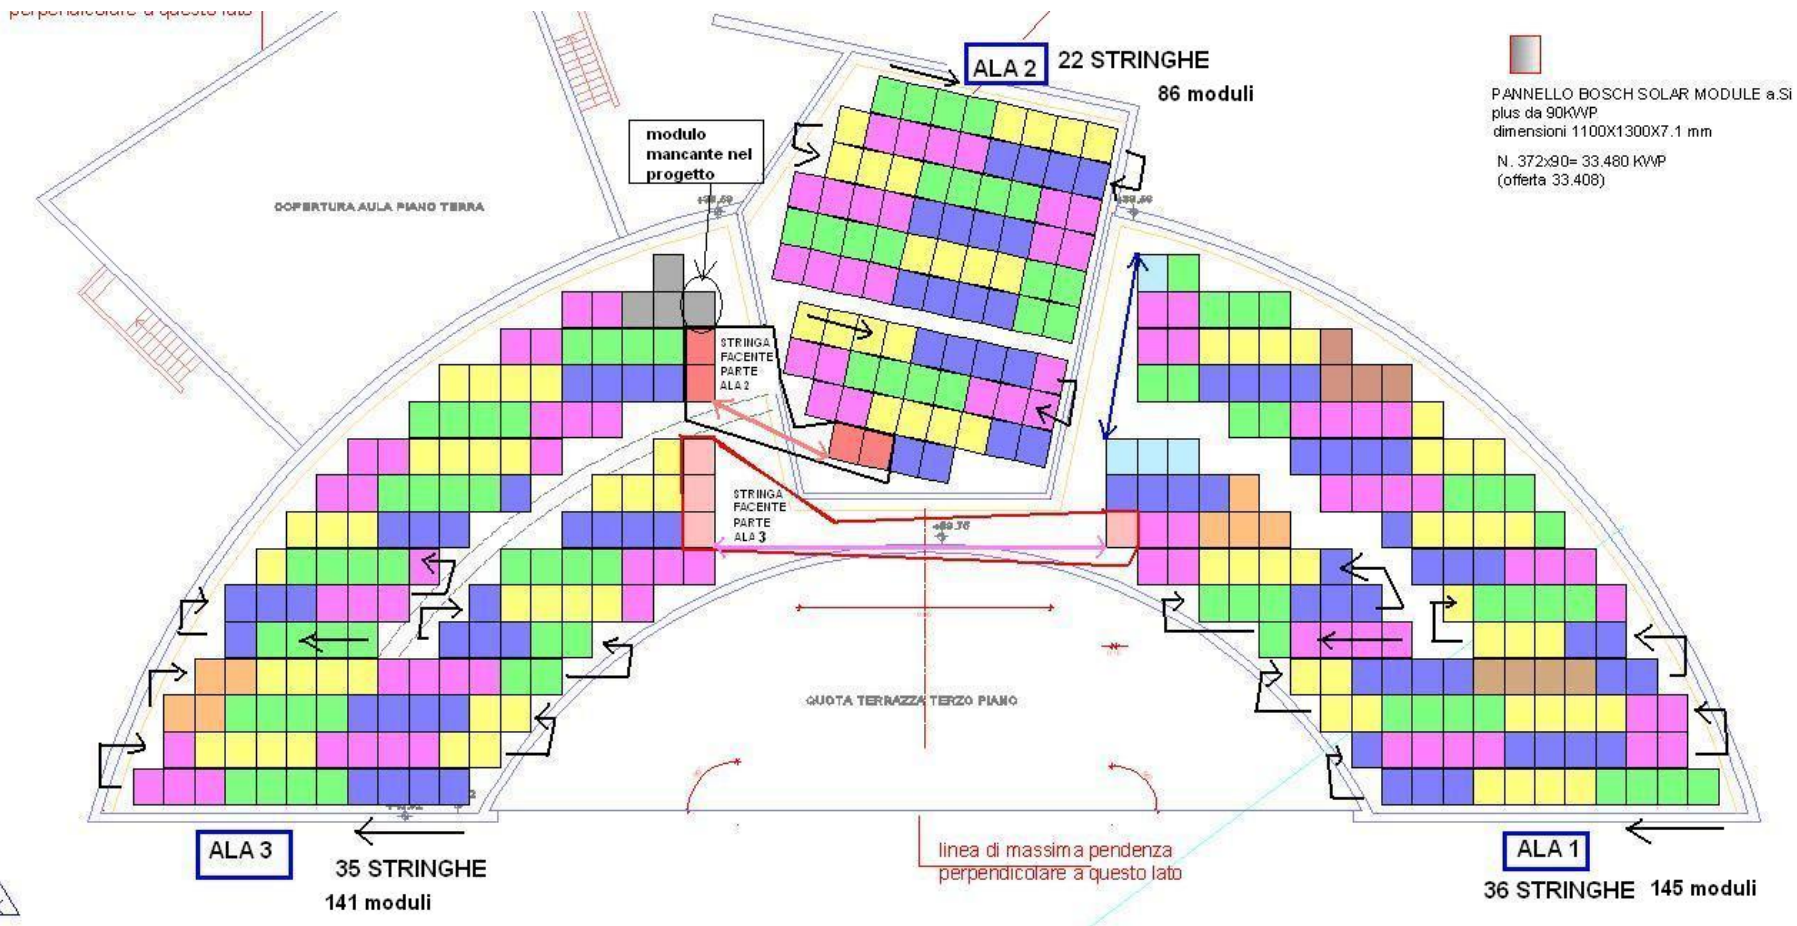 perpendicolare a questo lato
ALA 2
22 STRINGHE
86 moduli
PANNELLO BOSCH SOLAR MODULE a.Si
plus da 90KWP
dimensioni 1100X1300X7.1 mm
N. 372x90= 33.480 KWP
(offerta 33.408)
modulo
mancante nel
progetto
COPERTURA AULA PIANO TERRA
STRINGA
FACENTE
PARTE
ALA 2
STRINGA
FACENTE
PARTE
ALA 3
QUOTA TERRAZZA TERZO PIANO
linea di massima pendenza
perpendicolare a questo lato
ALA 3
35 STRINGHE
141 moduli
ALA 1
36 STRINGHE
145 moduli